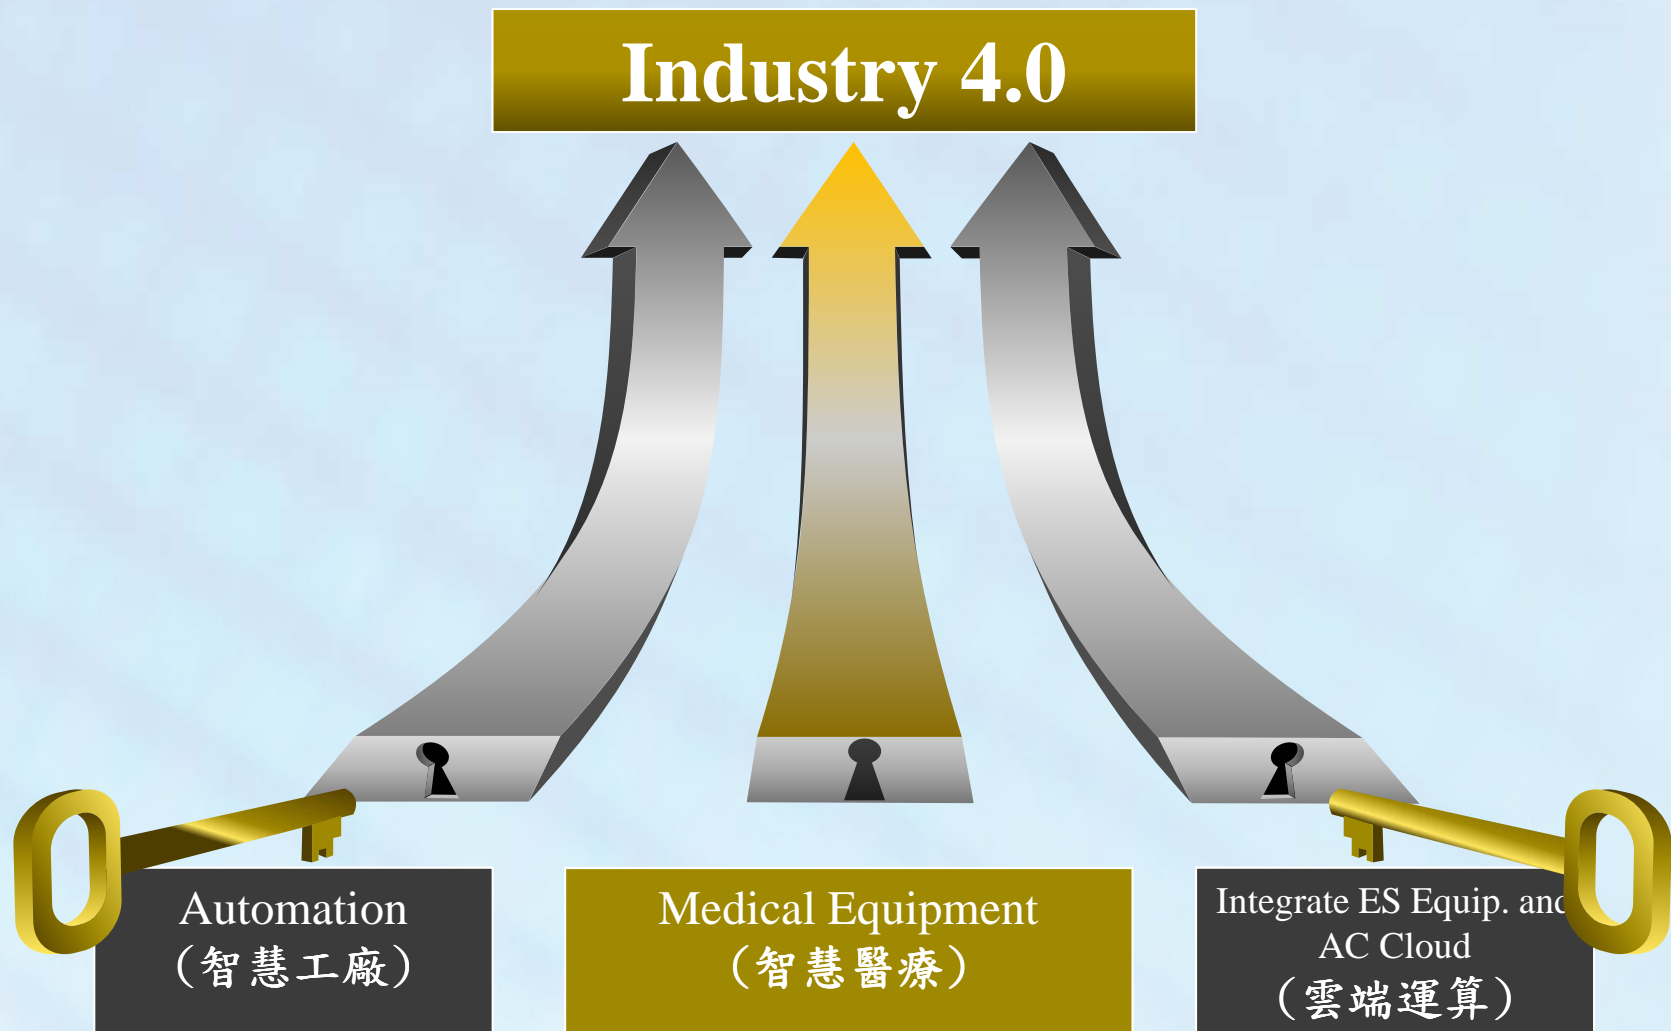 Industry 4.0
Automation
(智慧工廠)
Medical Equipment
(智慧醫療)
Integrate ES Equip. and
AC Cloud
(雲端運算)